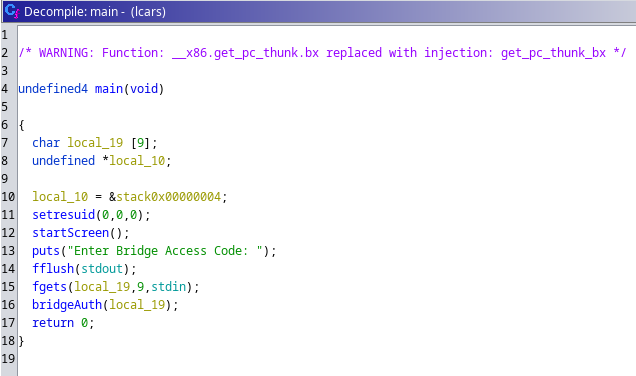 Decompile: main - (lcars)
1
2 /* WARNING: Function: __x86.get_pc_thunk.bx replaced with injection: get_pc_thunk_bx */
3
4 undefined4 main(void)
5
6 {
7 char local_19 [9];
8 undefined *local_10;
9
10 local_10 = &stack0x00000004;
11 setresuid(0,0,0);
12 startScreen();
13 puts("Enter Bridge Access Code: ");
14 fflush(stdout);
15 fgets(local_19,9,stdin);
16 bridgeAuth(local_19);
17 return 0;
18 }
19